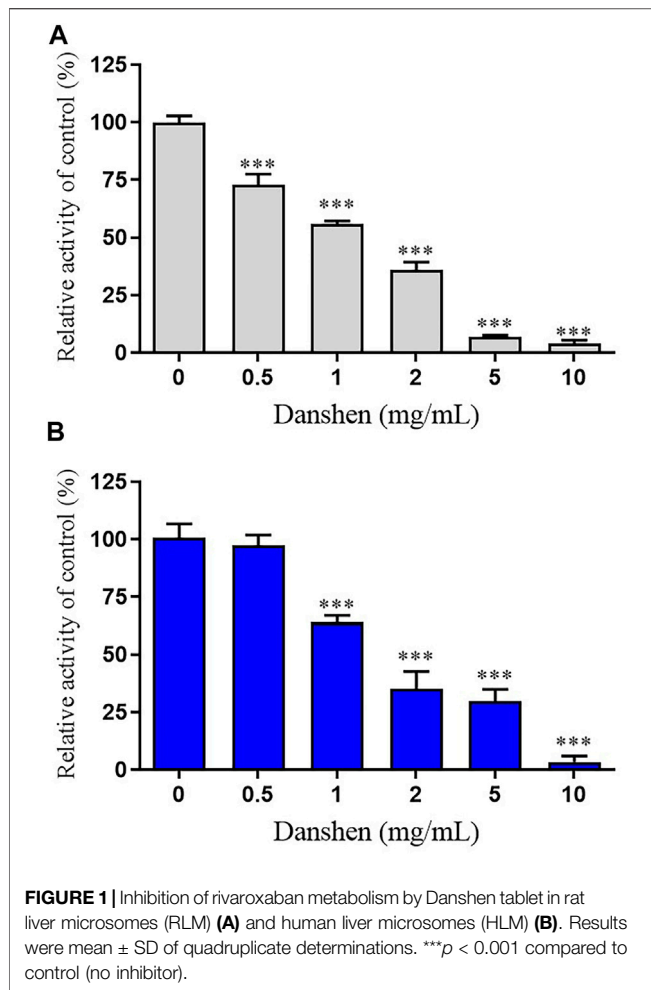 A
Relative activity of control (%)
125
100
75
50
25
0
***
***
***
***
***
0 0.5 1 2 5 10
Danshen (mg/mL)
B
Relative activity of control (%)
125
100
75
50
25
0
***
***
***
***
0 0.5 1 2 5 10
Danshen (mg/mL)
FIGURE 1 | Inhibition of rivaroxaban metabolism by Danshen tablet in rat
liver microsomes (RLM) (A) and human liver microsomes (HLM) (B). Results
were mean ± SD of quadruplicate determinations. ***p < 0.001 compared to
control (no inhibitor).